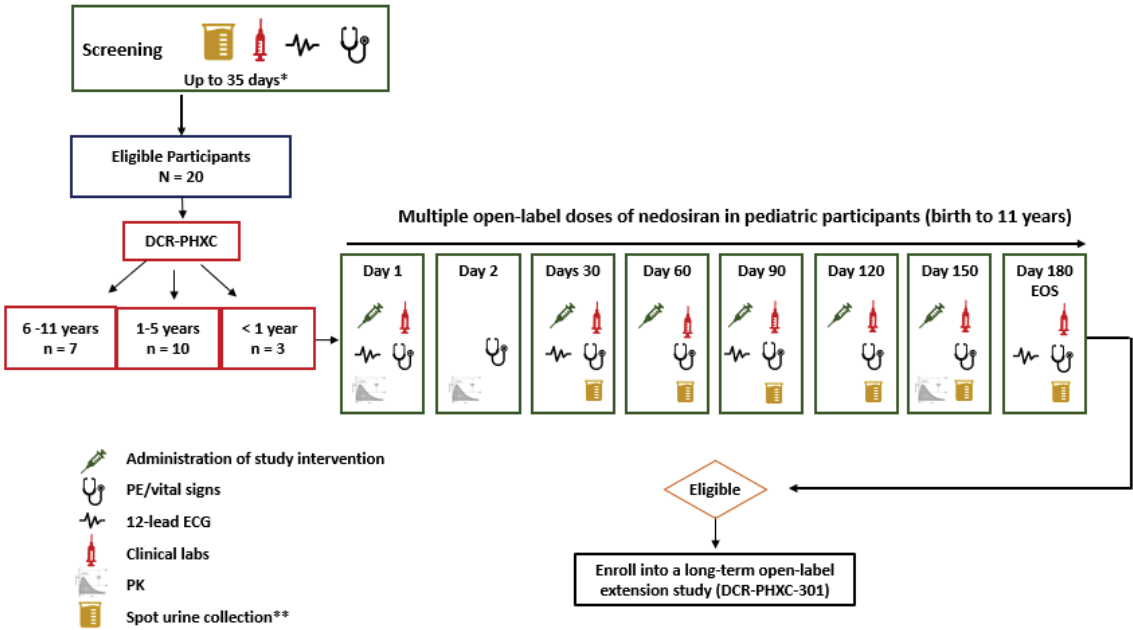 Screening
Up to 35 days*
Eligible Participants
N = 20
DCR-PHXC
6 -11 years
n = 7
1-5 years
n = 10
< 1 year
n = 3
Multiple open-label doses of nedosiran in pediatric participants (birth to 11 years)
Day 1
Day 2
Days 30
Day 60
Day 90
Day 120
Day 150
Day 180
EOS
Administration of study intervention
PE/vital signs
12-lead ECG
Clinical labs
PK
Spot urine collection**
Eligible
Enroll into a long-term open-label
extension study (DCR-PHXC-301)